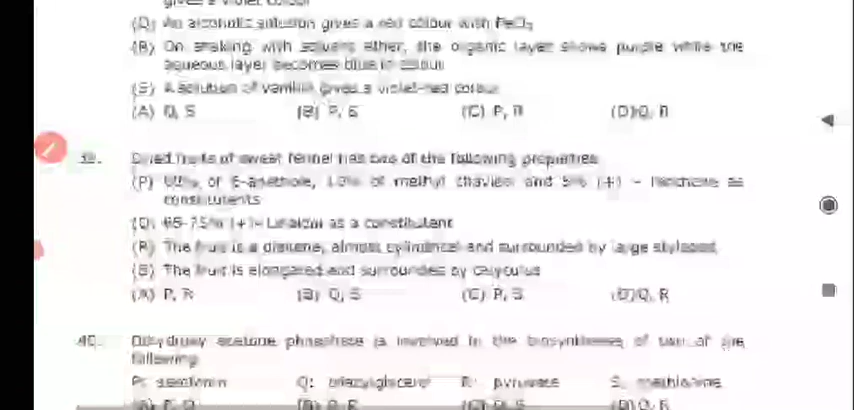 gives a violet colour
(Q) An alcoholic solution gives a red colour with FeCl₃
(R) On shaking with solvent ether, the organic layer shows purple while the
aqueous layer becomes blue in colour
(S) A solution of vanillin gives a violet-red colour
(A) Q, S (B) P, S (C) P, R (D) Q, R
39. Dried fruits of sweet fennel has two of the following properties
(P) 60% of E-anethole, 10% of methyl chavicol and 5% (+) - fenchone as
constituents
(Q) 65-75% (+)- Linalool as a constituent
(R) The fruit is a diakene, almost cylindrical and surrounded by large stylopod
(S) The fruit is elongated and surrounded by calyculus
(A) P, R (B) Q, S (C) P, S (D) Q, R
40. Dihydroxy acetone phosphate is involved in the biosynthesis of two of the
following
P: serotonin Q: triacylglycerol R: pyruvate S: methionine
(A) P, Q (B) Q, R (C) Q, S (D) Q, R